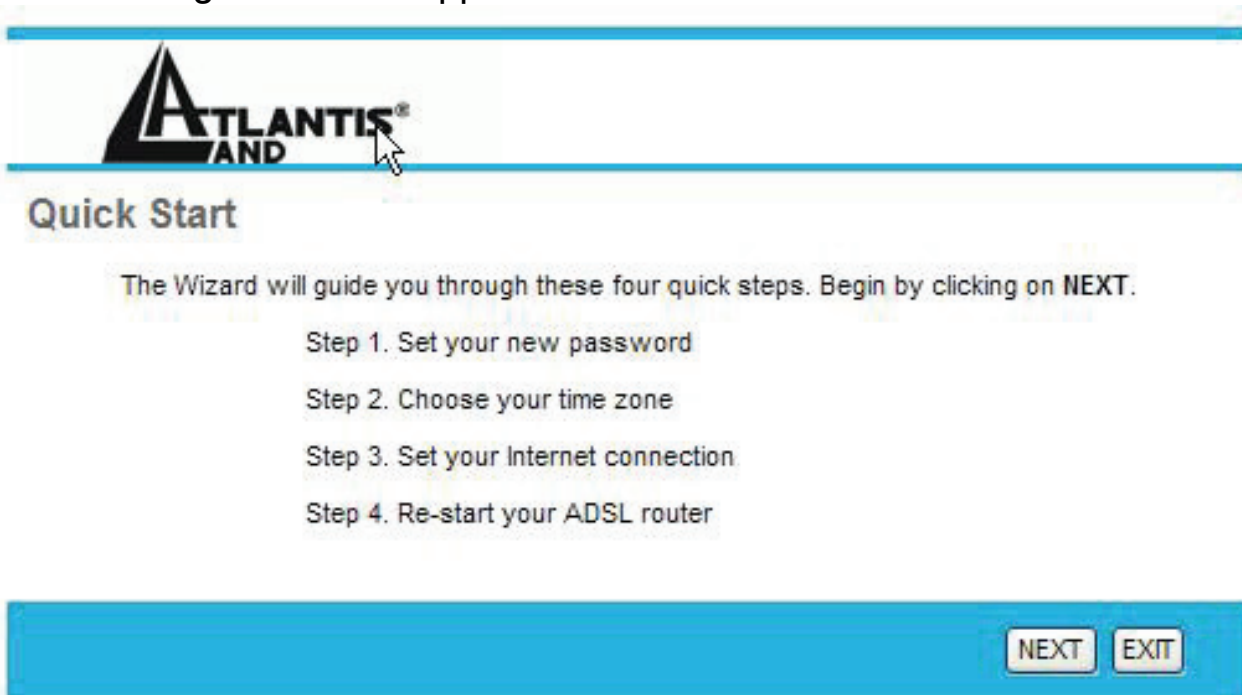 ATLANTIS®
LAND
Quick Start
The Wizard will guide you through these four quick steps. Begin by clicking on NEXT.
Step 1. Set your new password
Step 2. Choose your time zone
Step 3. Set your Internet connection
Step 4. Re-start your ADSL router
NEXT EXIT